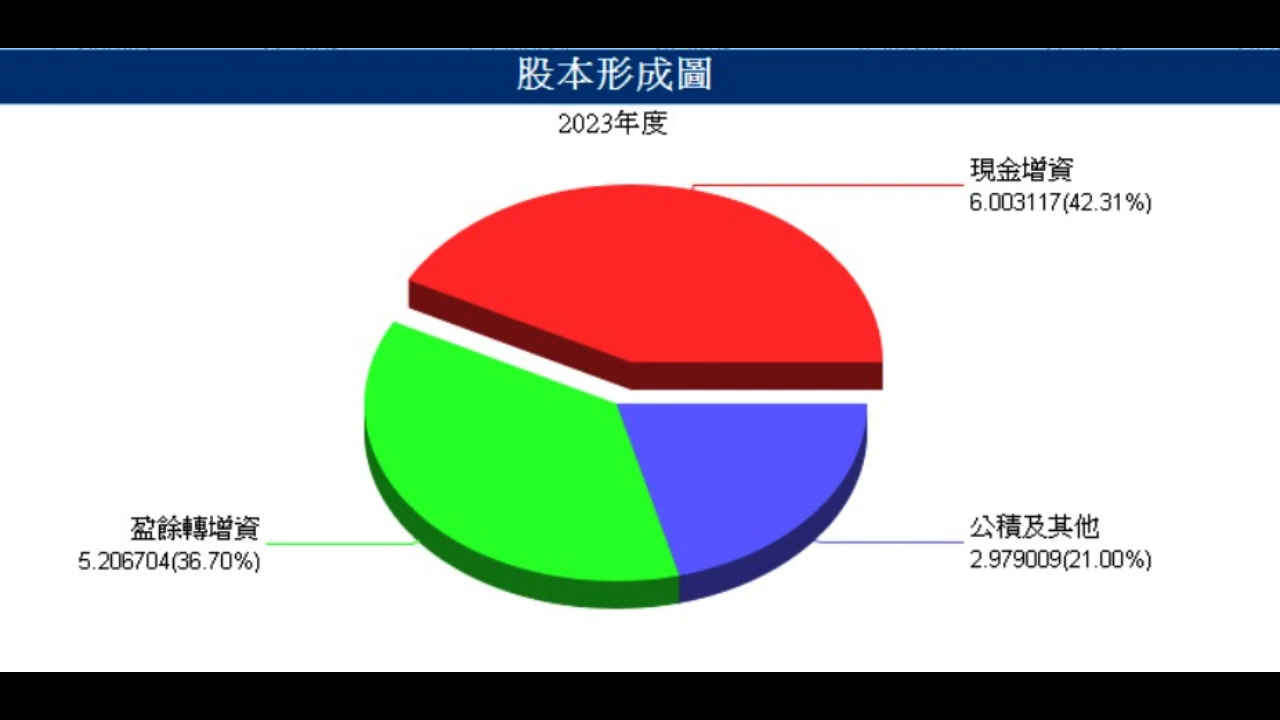 股本形成圖
2023年度
現金增資
6.003117(42.31%)
盈餘轉增資
5.206704(36.70%)
公積及其他
2.979009(21.00%)